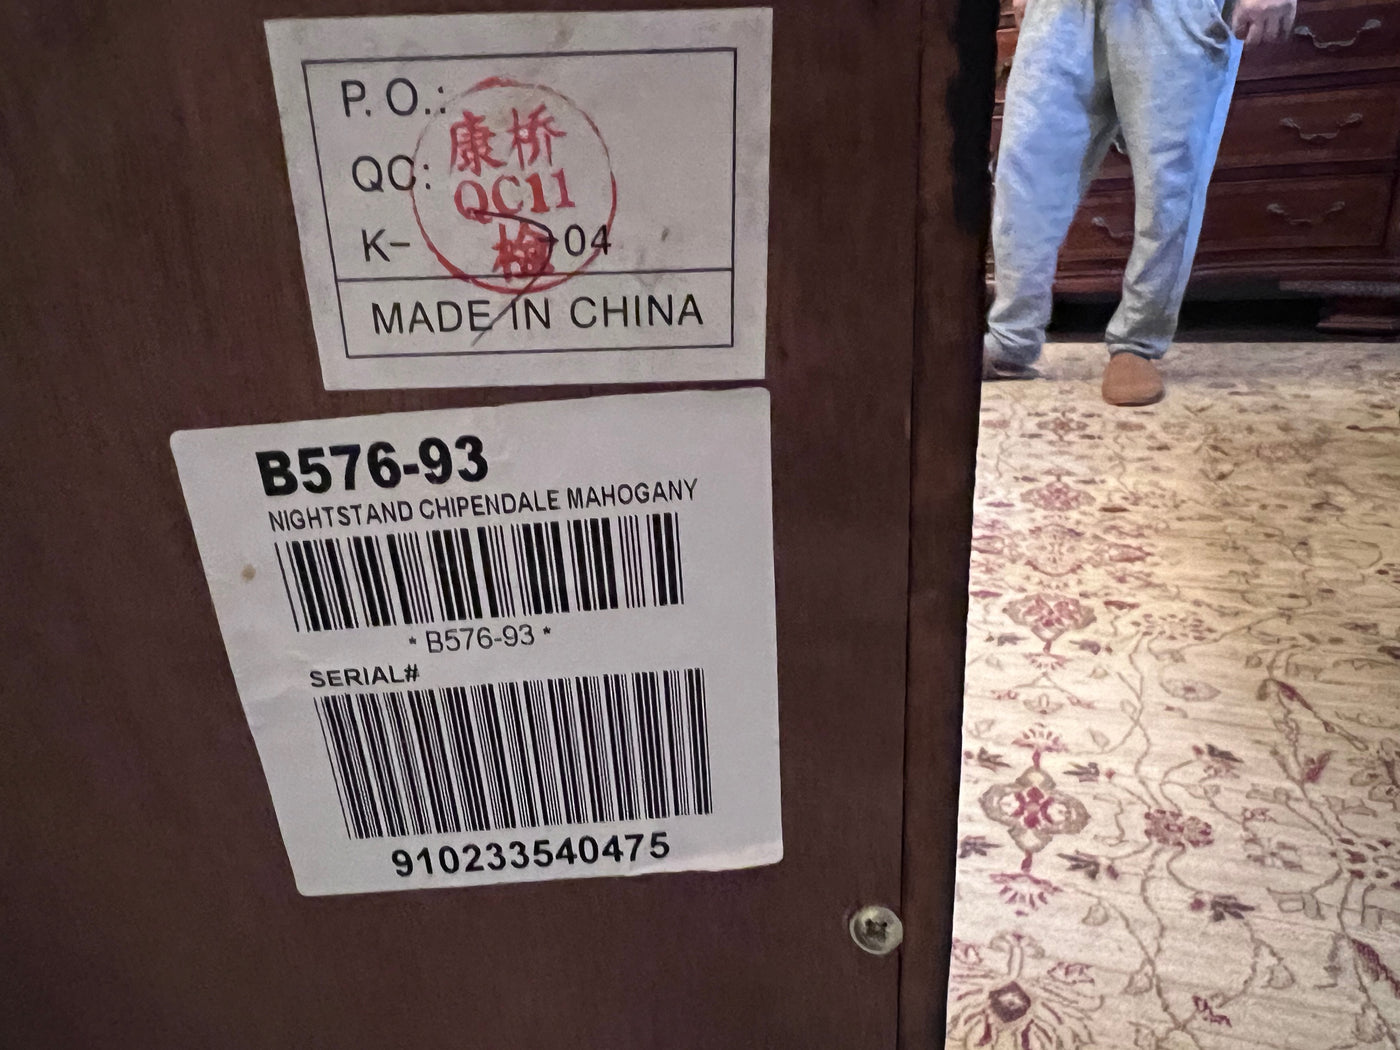 P. O.:
康桥
QC:
QC11
K- 04
检
MADE IN CHINA
B576-93
NIGHTSTAND CHIPENDALE MAHOGANY
* B576-93 *
SERIAL#
910233540475